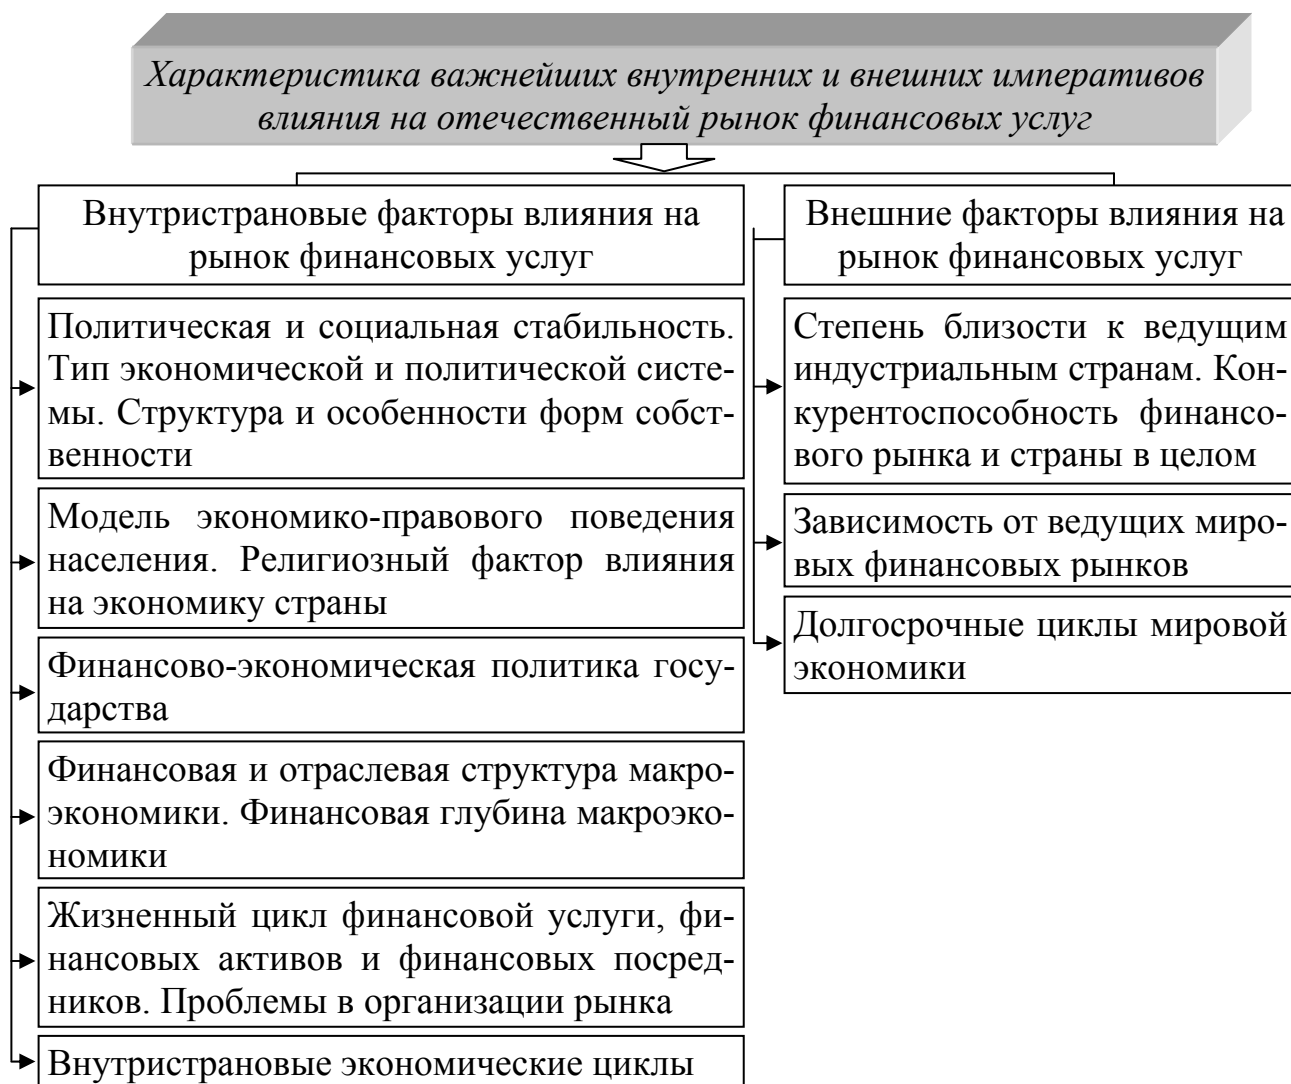 Характеристика важнейших внутренних и внешних императивов
влияния на отечественный рынок финансовых услуг
Внутристрановые факторы влияния на
рынок финансовых услуг
Политическая и социальная стабильность.
Тип экономической и политической систе-
мы. Структура и особенности форм собст-
венности
Модель экономико-правового поведения
населения. Религиозный фактор влияния
на экономику страны
Финансово-экономическая политика госу-
дарства
Финансовая и отраслевая структура макро-
экономики. Финансовая глубина макроэко-
номики
Жизненный цикл финансовой услуги, фи-
нансовых активов и финансовых посред-
ников. Проблемы в организации рынка
Внутристрановые экономические циклы
Внешние факторы влияния на
рынок финансовых услуг
Степень близости к ведущим
индустриальным странам. Кон-
курентоспособность финансо-
вого рынка и страны в целом
Зависимость от ведущих миро-
вых финансовых рынков
Долгосрочные циклы мировой
экономики